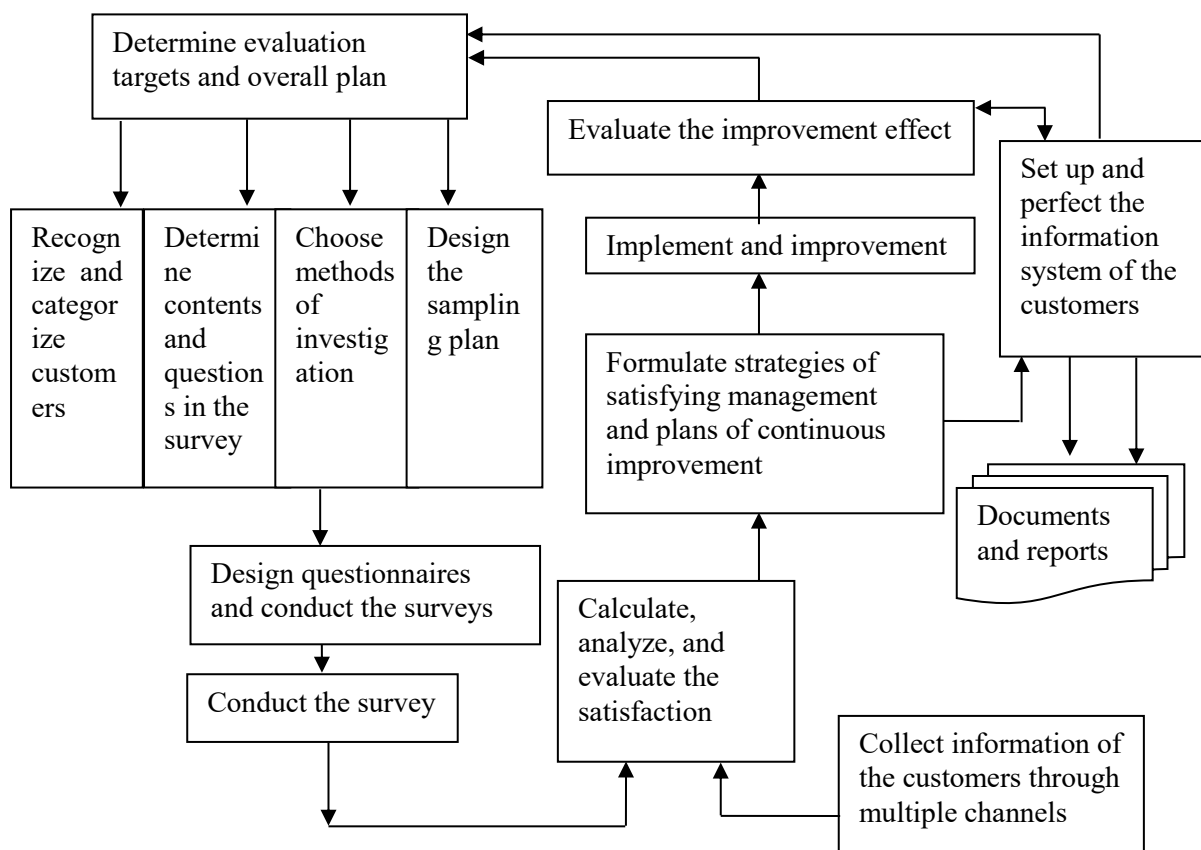 Determine evaluation
targets and overall plan
Evaluate the improvement effect
Set up and
perfect the
information
system of the
customers
Recogn
ize and
categor
ize
custom
ers
Determi
ne
contents
and
question
s in the
survey
Choose
methods
of
investig
ation
Design
the
samplin
g plan
Implement and improvement
Formulate strategies of
satisfying management
and plans of continuous
improvement
Documents
and reports
Design questionnaires
and conduct the surveys
Calculate,
analyze, and
evaluate the
satisfaction
Conduct the survey
Collect information of
the customers through
multiple channels